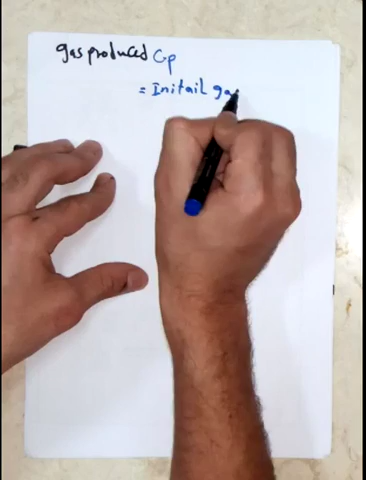 gas produced Gp
= Initail ga